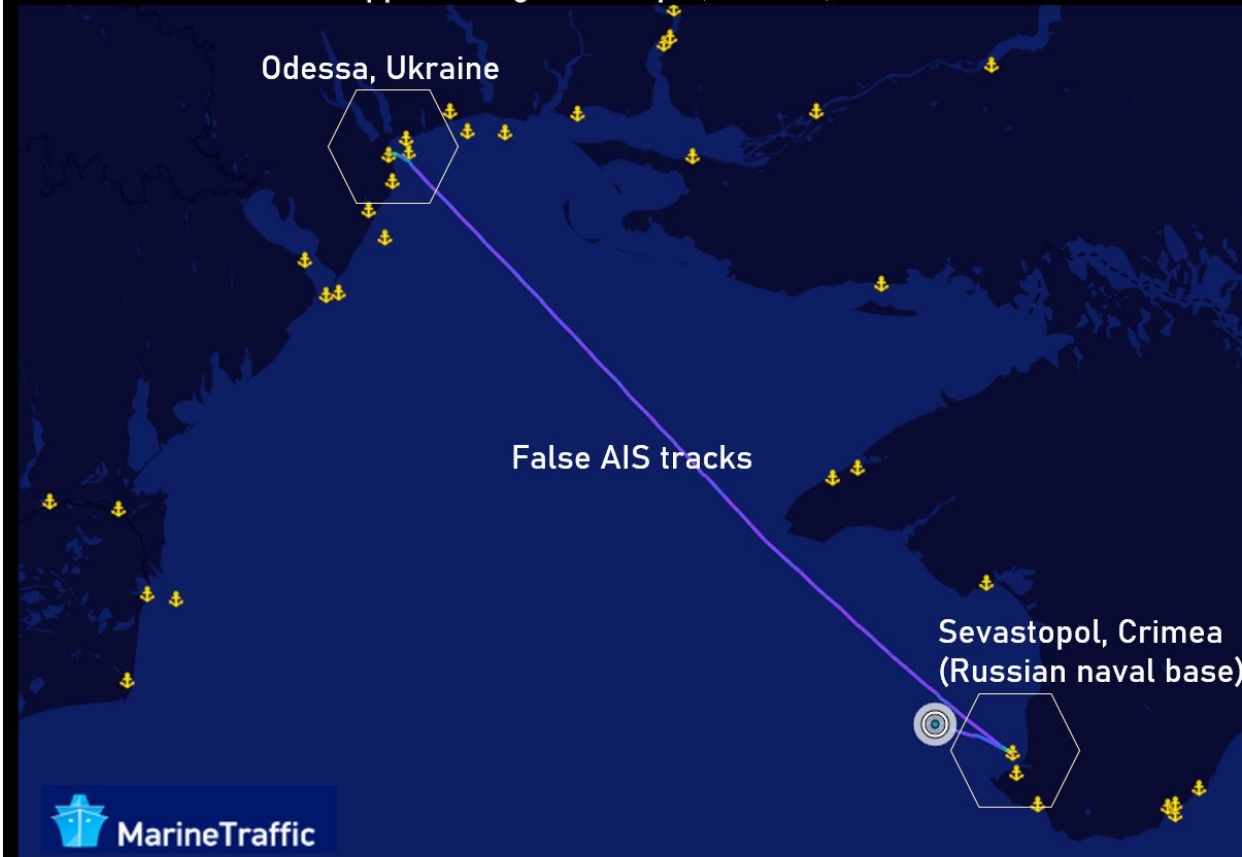 Odessa, Ukraine
False AIS tracks
Sevastopol, Crimea
(Russian naval base)
MarineTraffic